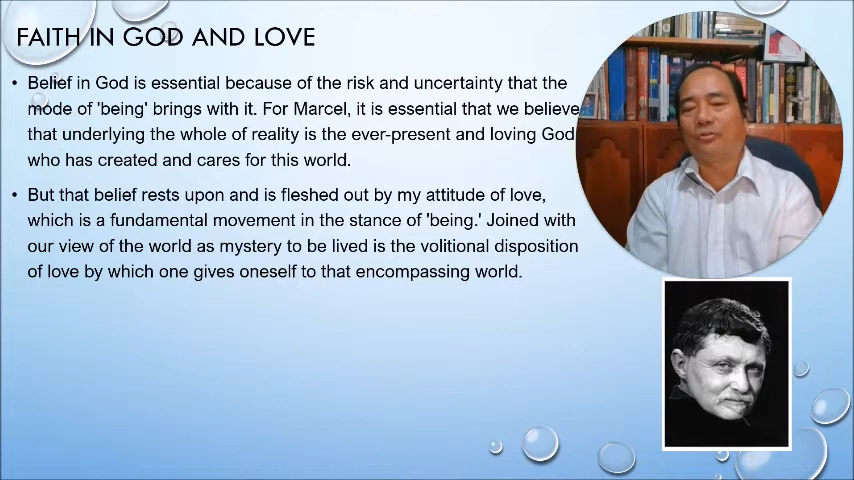 FAITH IN GOD AND LOVE
• Belief in God is essential because of the risk and uncertainty that the
mode of 'being' brings with it. For Marcel, it is essential that we believe
that underlying the whole of reality is the ever-present and loving God
who has created and cares for this world.
• But that belief rests upon and is fleshed out by my attitude of love,
which is a fundamental movement in the stance of 'being.' Joined with
our view of the world as mystery to be lived is the volitional disposition
of love by which one gives oneself to that encompassing world.